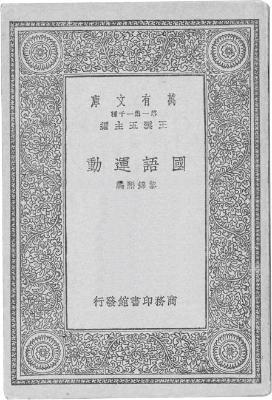 庫文有萬
種千一集一第
編主五雲王
動運語國
編熙錦黎
行發館書印務商